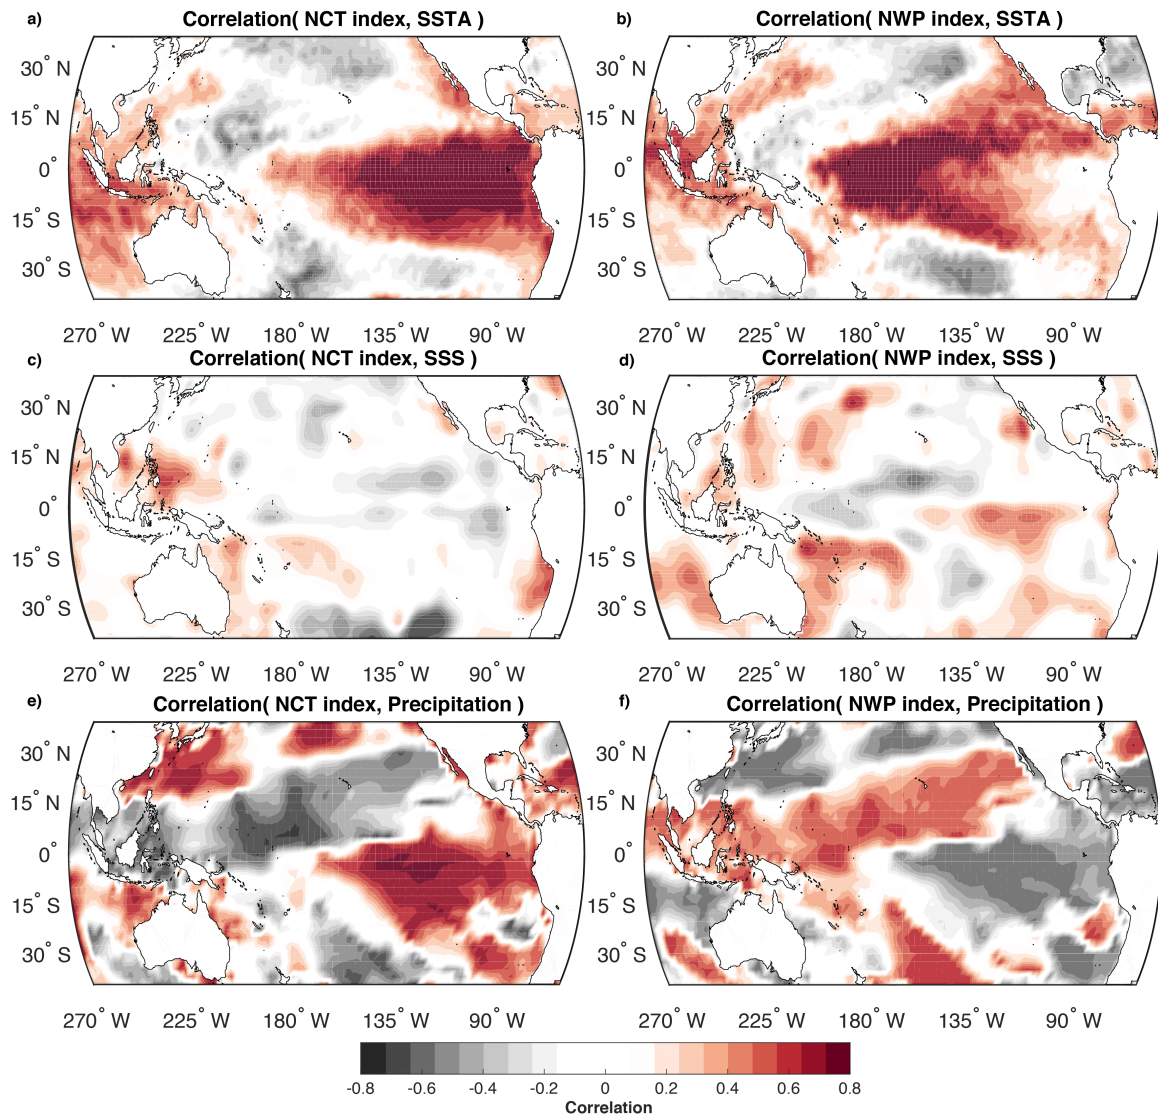 a) Correlation( NCT index, SSTA )
30° N
15° N
0°
15° S
30° S
270° W 225° W 180° W 135° W 90° W
b) Correlation( NWP index, SSTA )
30° N
15° N
0°
15° S
30° S
270° W 225° W 180° W 135° W 90° W
c) Correlation( NCT index, SSS )
30° N
15° N
0°
15° S
30° S
270° W 225° W 180° W 135° W 90° W
d) Correlation( NWP index, SSS )
30° N
15° N
0°
15° S
30° S
270° W 225° W 180° W 135° W 90° W
e) Correlation( NCT index, Precipitation )
30° N
15° N
0°
15° S
30° S
270° W 225° W 180° W 135° W 90° W
f) Correlation( NWP index, Precipitation )
30° N
15° N
0°
15° S
30° S
270° W 225° W 180° W 135° W 90° W
-0.8 -0.6 -0.4 -0.2 0 0.2 0.4 0.6 0.8
Correlation